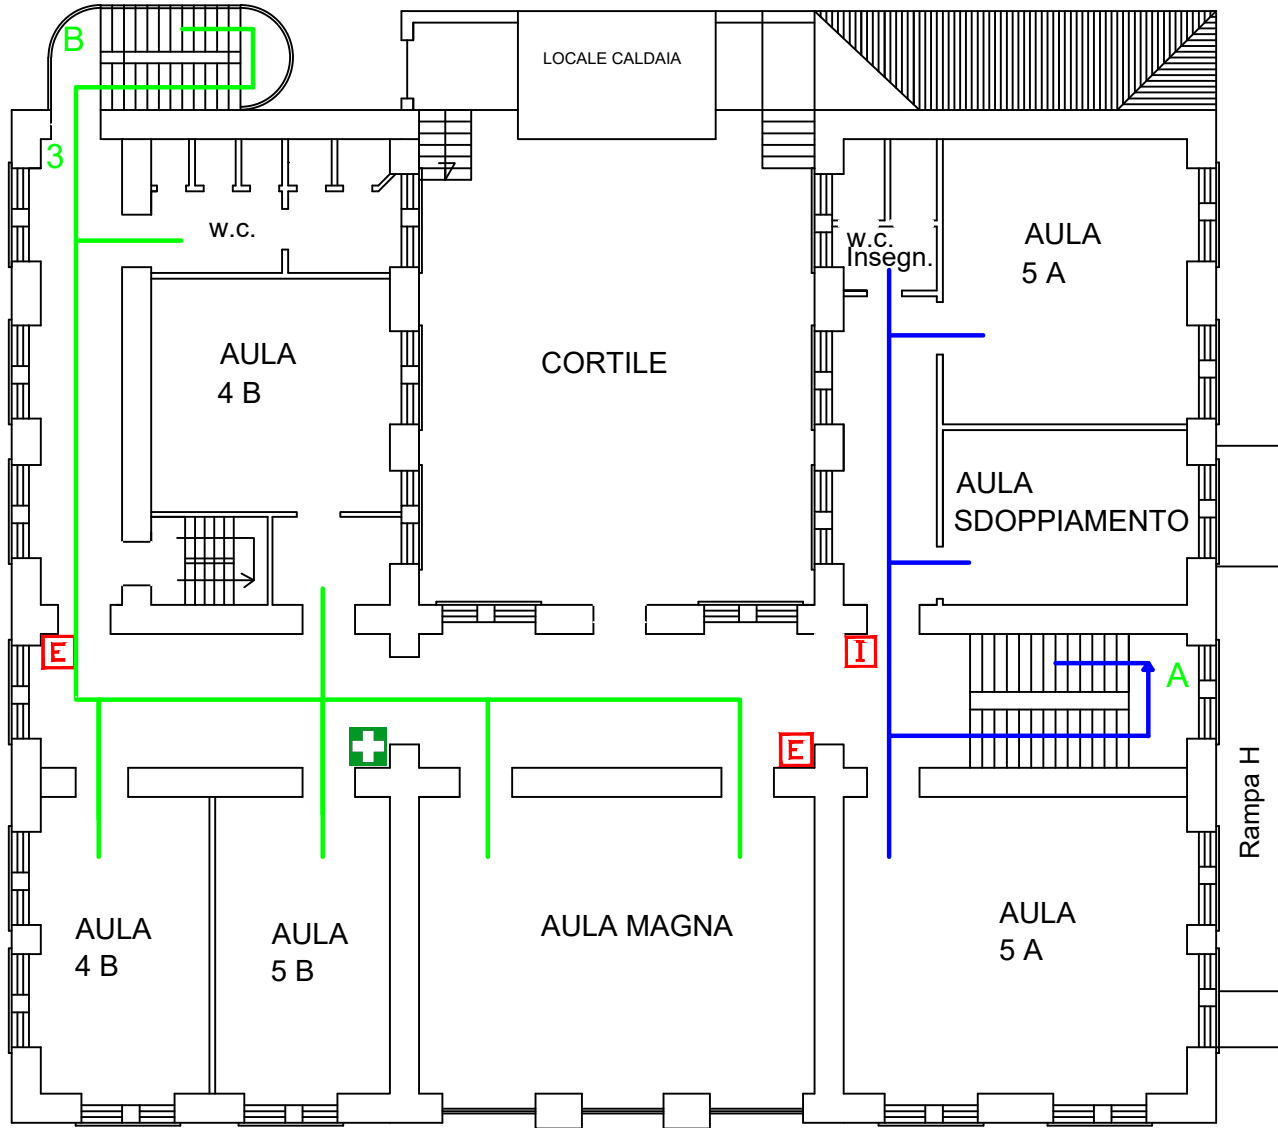 B
LOCALE CALDAIA
3
w.c.
w.c.
Insegn.
AULA
5 A
AULA
4 B
CORTILE
AULA
SDOPPIAMENTO
E
I
A
E
Rampa H
AULA
4 B
AULA
5 B
AULA MAGNA
AULA
5 A